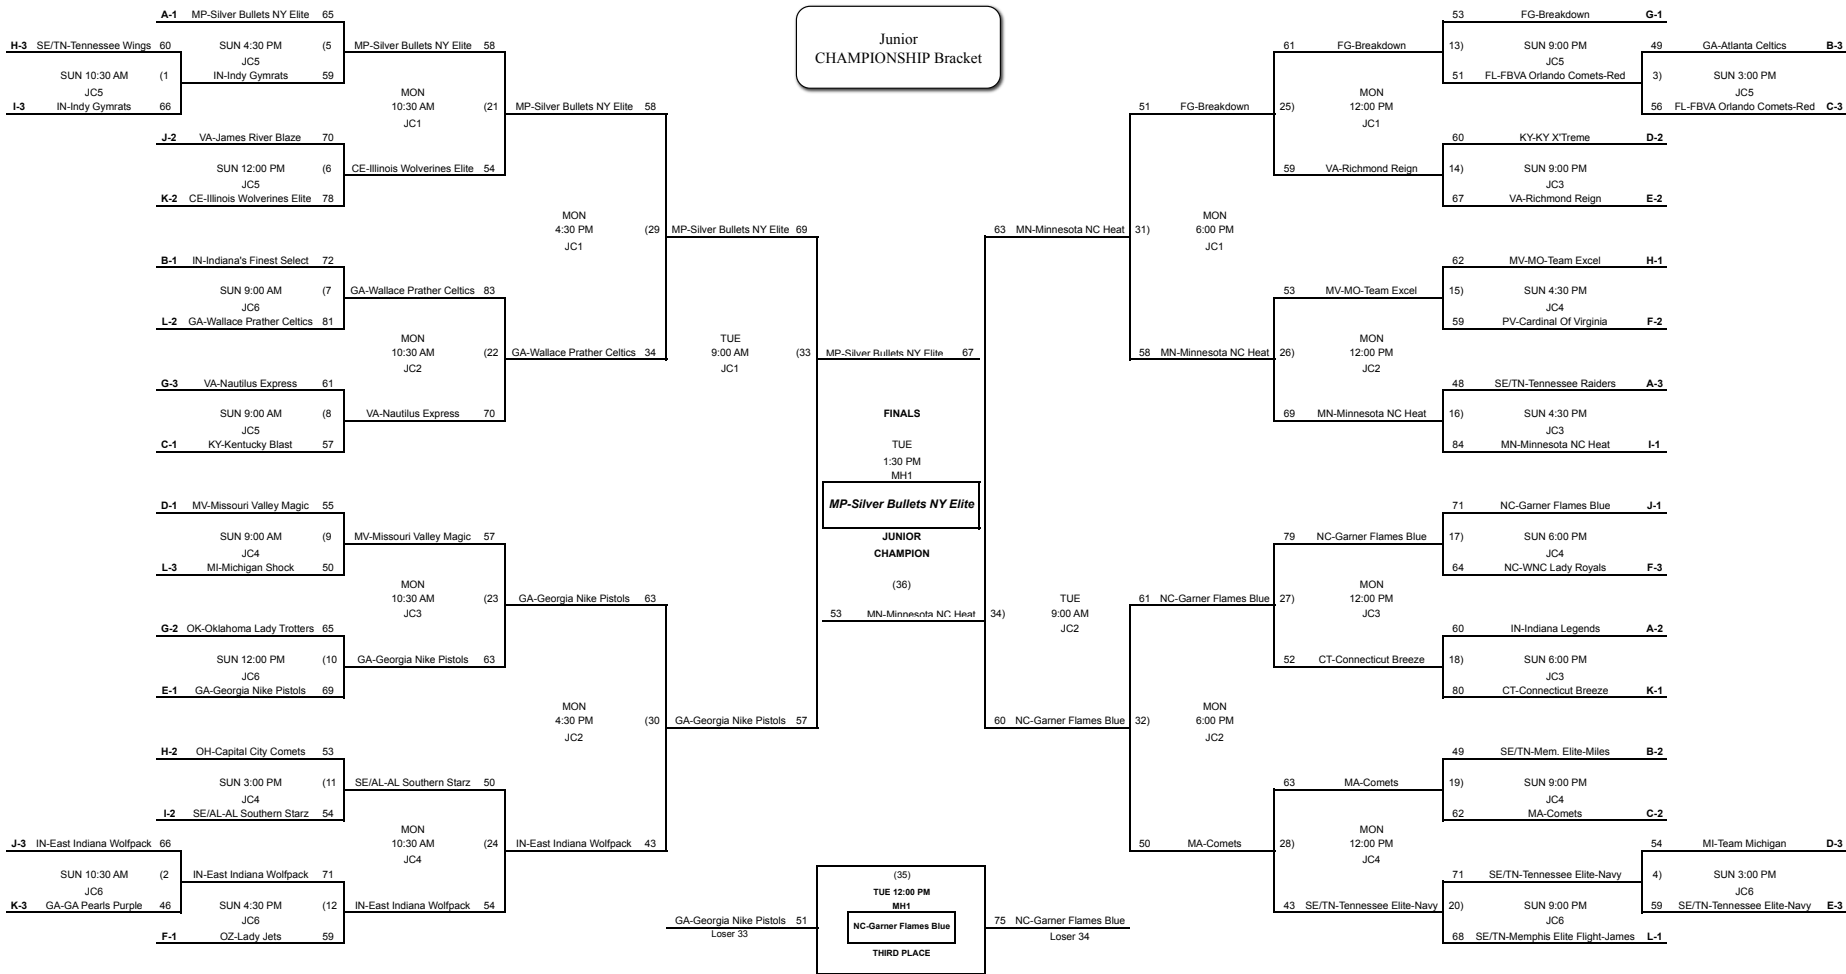 Junior
CHAMPIONSHIP Bracket
A-1 MP-Silver Bullets NY Elite 65
SUN 4:30 PM (5
JC5
H-3 SE/TN-Tennessee Wings 60
SUN 10:30 AM (1
JC5
I-3 IN-Indy Gymrats 66
IN-Indy Gymrats 59
MP-Silver Bullets NY Elite 58
MON
10:30 AM (21
JC1
J-2 VA-James River Blaze 70
SUN 12:00 PM (6
JC5
K-2 CE-Illinois Wolverines Elite 78
CE-Illinois Wolverines Elite 54
MP-Silver Bullets NY Elite 58
MON
4:30 PM (29
JC1
B-1 IN-Indiana's Finest Select 72
SUN 9:00 AM (7
JC6
L-2 GA-Wallace Prather Celtics 81
GA-Wallace Prather Celtics 83
MON
10:30 AM (22
JC2
G-3 VA-Nautilus Express 61
SUN 9:00 AM (8
JC5
C-1 KY-Kentucky Blast 57
VA-Nautilus Express 70
GA-Wallace Prather Celtics 34
MP-Silver Bullets NY Elite 69
TUE
9:00 AM (33
JC1
D-1 MV-Missouri Valley Magic 55
SUN 9:00 AM (9
JC4
L-3 MI-Michigan Shock 50
MV-Missouri Valley Magic 57
MON
10:30 AM (23
JC3
G-2 OK-Oklahoma Lady Trotters 65
SUN 12:00 PM (10
JC6
E-1 GA-Georgia Nike Pistols 69
GA-Georgia Nike Pistols 63
GA-Georgia Nike Pistols 63
MON
4:30 PM (30
JC2
H-2 OH-Capital City Comets 53
SUN 3:00 PM (11
JC4
I-2 SE/AL-AL Southern Starz 54
SE/AL-AL Southern Starz 50
MON
10:30 AM (24
JC4
J-3 IN-East Indiana Wolfpack 66
SUN 10:30 AM (2
JC6
K-3 GA-GA Pearls Purple 46
IN-East Indiana Wolfpack 71
SUN 4:30 PM (12
JC6
F-1 OZ-Lady Jets 59
IN-East Indiana Wolfpack 54
IN-East Indiana Wolfpack 43
GA-Georgia Nike Pistols 57
MP-Silver Bullets NY Elite 67
FINALS
TUE
1:30 PM
MH1
MP-Silver Bullets NY Elite
JUNIOR
CHAMPION
(36)
53 MN-Minnesota NC Heat
34) TUE
9:00 AM
JC2
GA-Georgia Nike Pistols 51
Loser 33
(35)
TUE 12:00 PM
MH1
NC-Garner Flames Blue
THIRD PLACE
75 NC-Garner Flames Blue
Loser 34
53 FG-Breakdown G-1
13) SUN 9:00 PM
JC5
49 GA-Atlanta Celtics B-3
3) SUN 3:00 PM
JC5
56 FL-FBVA Orlando Comets-Red C-3
51 FL-FBVA Orlando Comets-Red
61 FG-Breakdown
25) MON
12:00 PM
JC1
60 KY-KY X'Treme D-2
14) SUN 9:00 PM
JC3
67 VA-Richmond Reign E-2
59 VA-Richmond Reign
51 FG-Breakdown
31) MON
6:00 PM
JC1
62 MV-MO-Team Excel H-1
15) SUN 4:30 PM
JC4
59 PV-Cardinal Of Virginia F-2
53 MV-MO-Team Excel
26) MON
12:00 PM
JC2
48 SE/TN-Tennessee Raiders A-3
16) SUN 4:30 PM
JC3
84 MN-Minnesota NC Heat I-1
69 MN-Minnesota NC Heat
58 MN-Minnesota NC Heat
63 MN-Minnesota NC Heat
71 NC-Garner Flames Blue J-1
17) SUN 6:00 PM
JC4
64 NC-WNC Lady Royals F-3
79 NC-Garner Flames Blue
27) MON
12:00 PM
JC3
60 IN-Indiana Legends A-2
18) SUN 6:00 PM
JC3
80 CT-Connecticut Breeze K-1
52 CT-Connecticut Breeze
61 NC-Garner Flames Blue
32) MON
6:00 PM
JC2
60 NC-Garner Flames Blue
49 SE/TN-Mem. Elite-Miles B-2
19) SUN 9:00 PM
JC4
62 MA-Comets C-2
63 MA-Comets
28) MON
12:00 PM
JC4
50 MA-Comets
54 MI-Team Michigan D-3
4) SUN 3:00 PM
JC6
59 SE/TN-Tennessee Elite-Navy E-3
71 SE/TN-Tennessee Elite-Navy
20) SUN 9:00 PM
JC6
68 SE/TN-Memphis Elite Flight-James L-1
43 SE/TN-Tennessee Elite-Navy